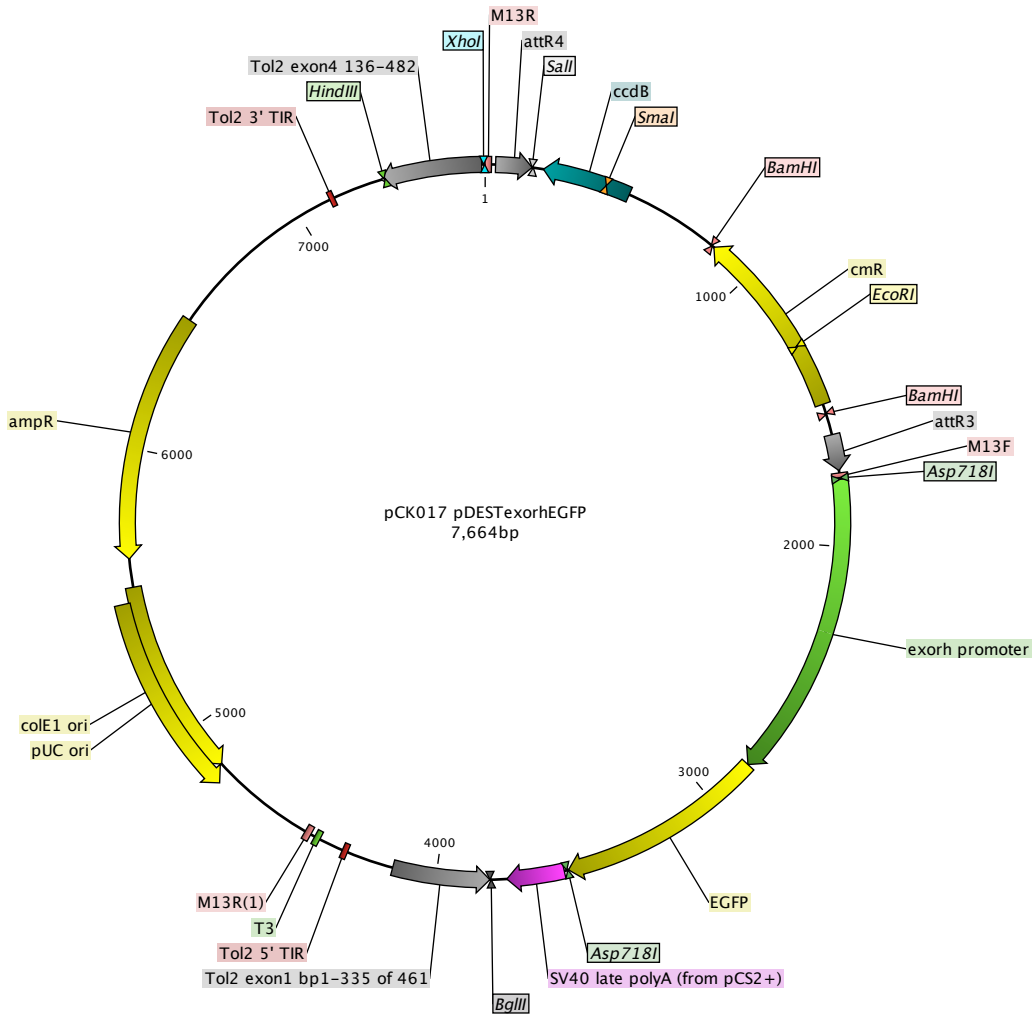 M13R
XhoI
attR4
Tol2 exon4 136-482
SalI
HindIII
ccdB
Tol2 3' TIR
SmaI
BamHI
1
7000
cmR
1000
EcoRI
BamHI
ampR
attR3
M13F
6000
Asp718I
pCK017 pDESTexorhEGFP
7,664bp
2000
exorh promoter
5000
colE1 ori
pUC ori
3000
4000
M13R(1)
EGFP
T3
Tol2 5' TIR
Asp718I
Tol2 exon1 bp1-335 of 461
SV40 late polyA (from pCS2+)
BglII